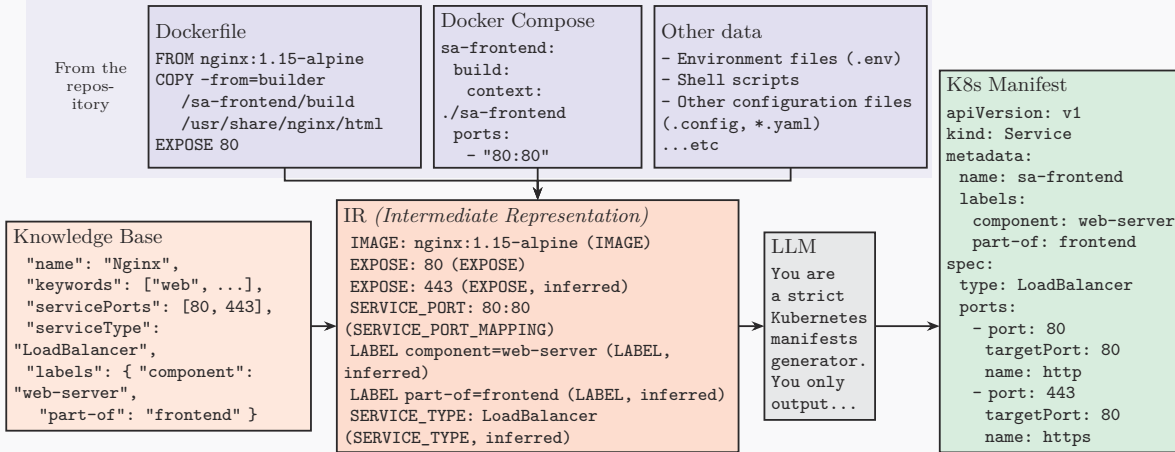 From the
repos-
itory
Dockerfile
FROM nginx:1.15-alpine
COPY -from=builder
/sa-frontend/build
/usr/share/nginx/html
EXPOSE 80
Docker Compose
sa-frontend:
build:
context:
./sa-frontend
ports:
- "80:80"
Other data
- Environment files (.env)
- Shell scripts
- Other configuration files
(.config, *.yaml)
...etc
Knowledge Base
"name": "Nginx",
"keywords": ["web", ...],
"servicePorts": [80, 443],
"serviceType":
"LoadBalancer",
"labels": { "component":
"web-server",
"part-of": "frontend" }
IR (Intermediate Representation)
IMAGE: nginx:1.15-alpine (IMAGE)
EXPOSE: 80 (EXPOSE)
EXPOSE: 443 (EXPOSE, inferred)
SERVICE_PORT: 80:80
(SERVICE_PORT_MAPPING)
LABEL component=web-server (LABEL,
inferred)
LABEL part-of=frontend (LABEL, inferred)
SERVICE_TYPE: LoadBalancer
(SERVICE_TYPE, inferred)
LLM
You are
a strict
Kubernetes
manifests
generator.
You only
output...
K8s Manifest
apiVersion: v1
kind: Service
metadata:
name: sa-frontend
labels:
component: web-server
part-of: frontend
spec:
type: LoadBalancer
ports:
- port: 80
targetPort: 80
name: http
- port: 443
targetPort: 80
name: https